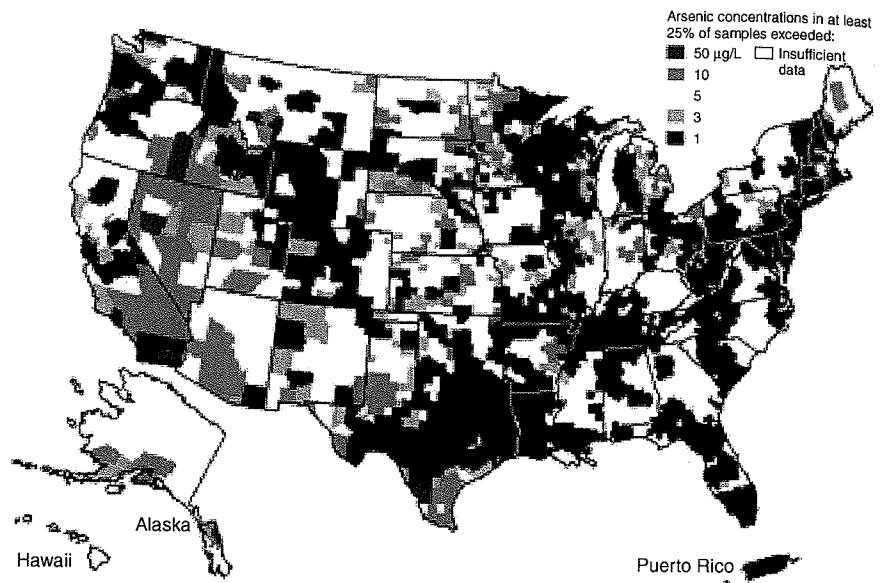 Arsenic concentrations in at least
25% of samples exceeded:
50 µg/L Insufficient
data
10
5
3
1
Alaska
Hawaii
Puerto Rico